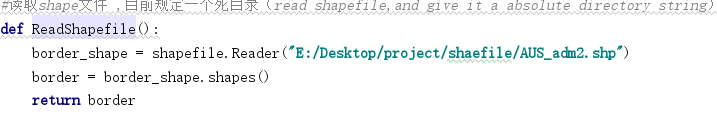 #读取shape文件,目前规定一个死目录（read shapefile,and give it a absolute directory string）
def ReadShapefile():
border_shape = shapefile.Reader("E:/Desktop/project/shaefile/AUS_adm2.shp")
border = border_shape.shapes()
return border